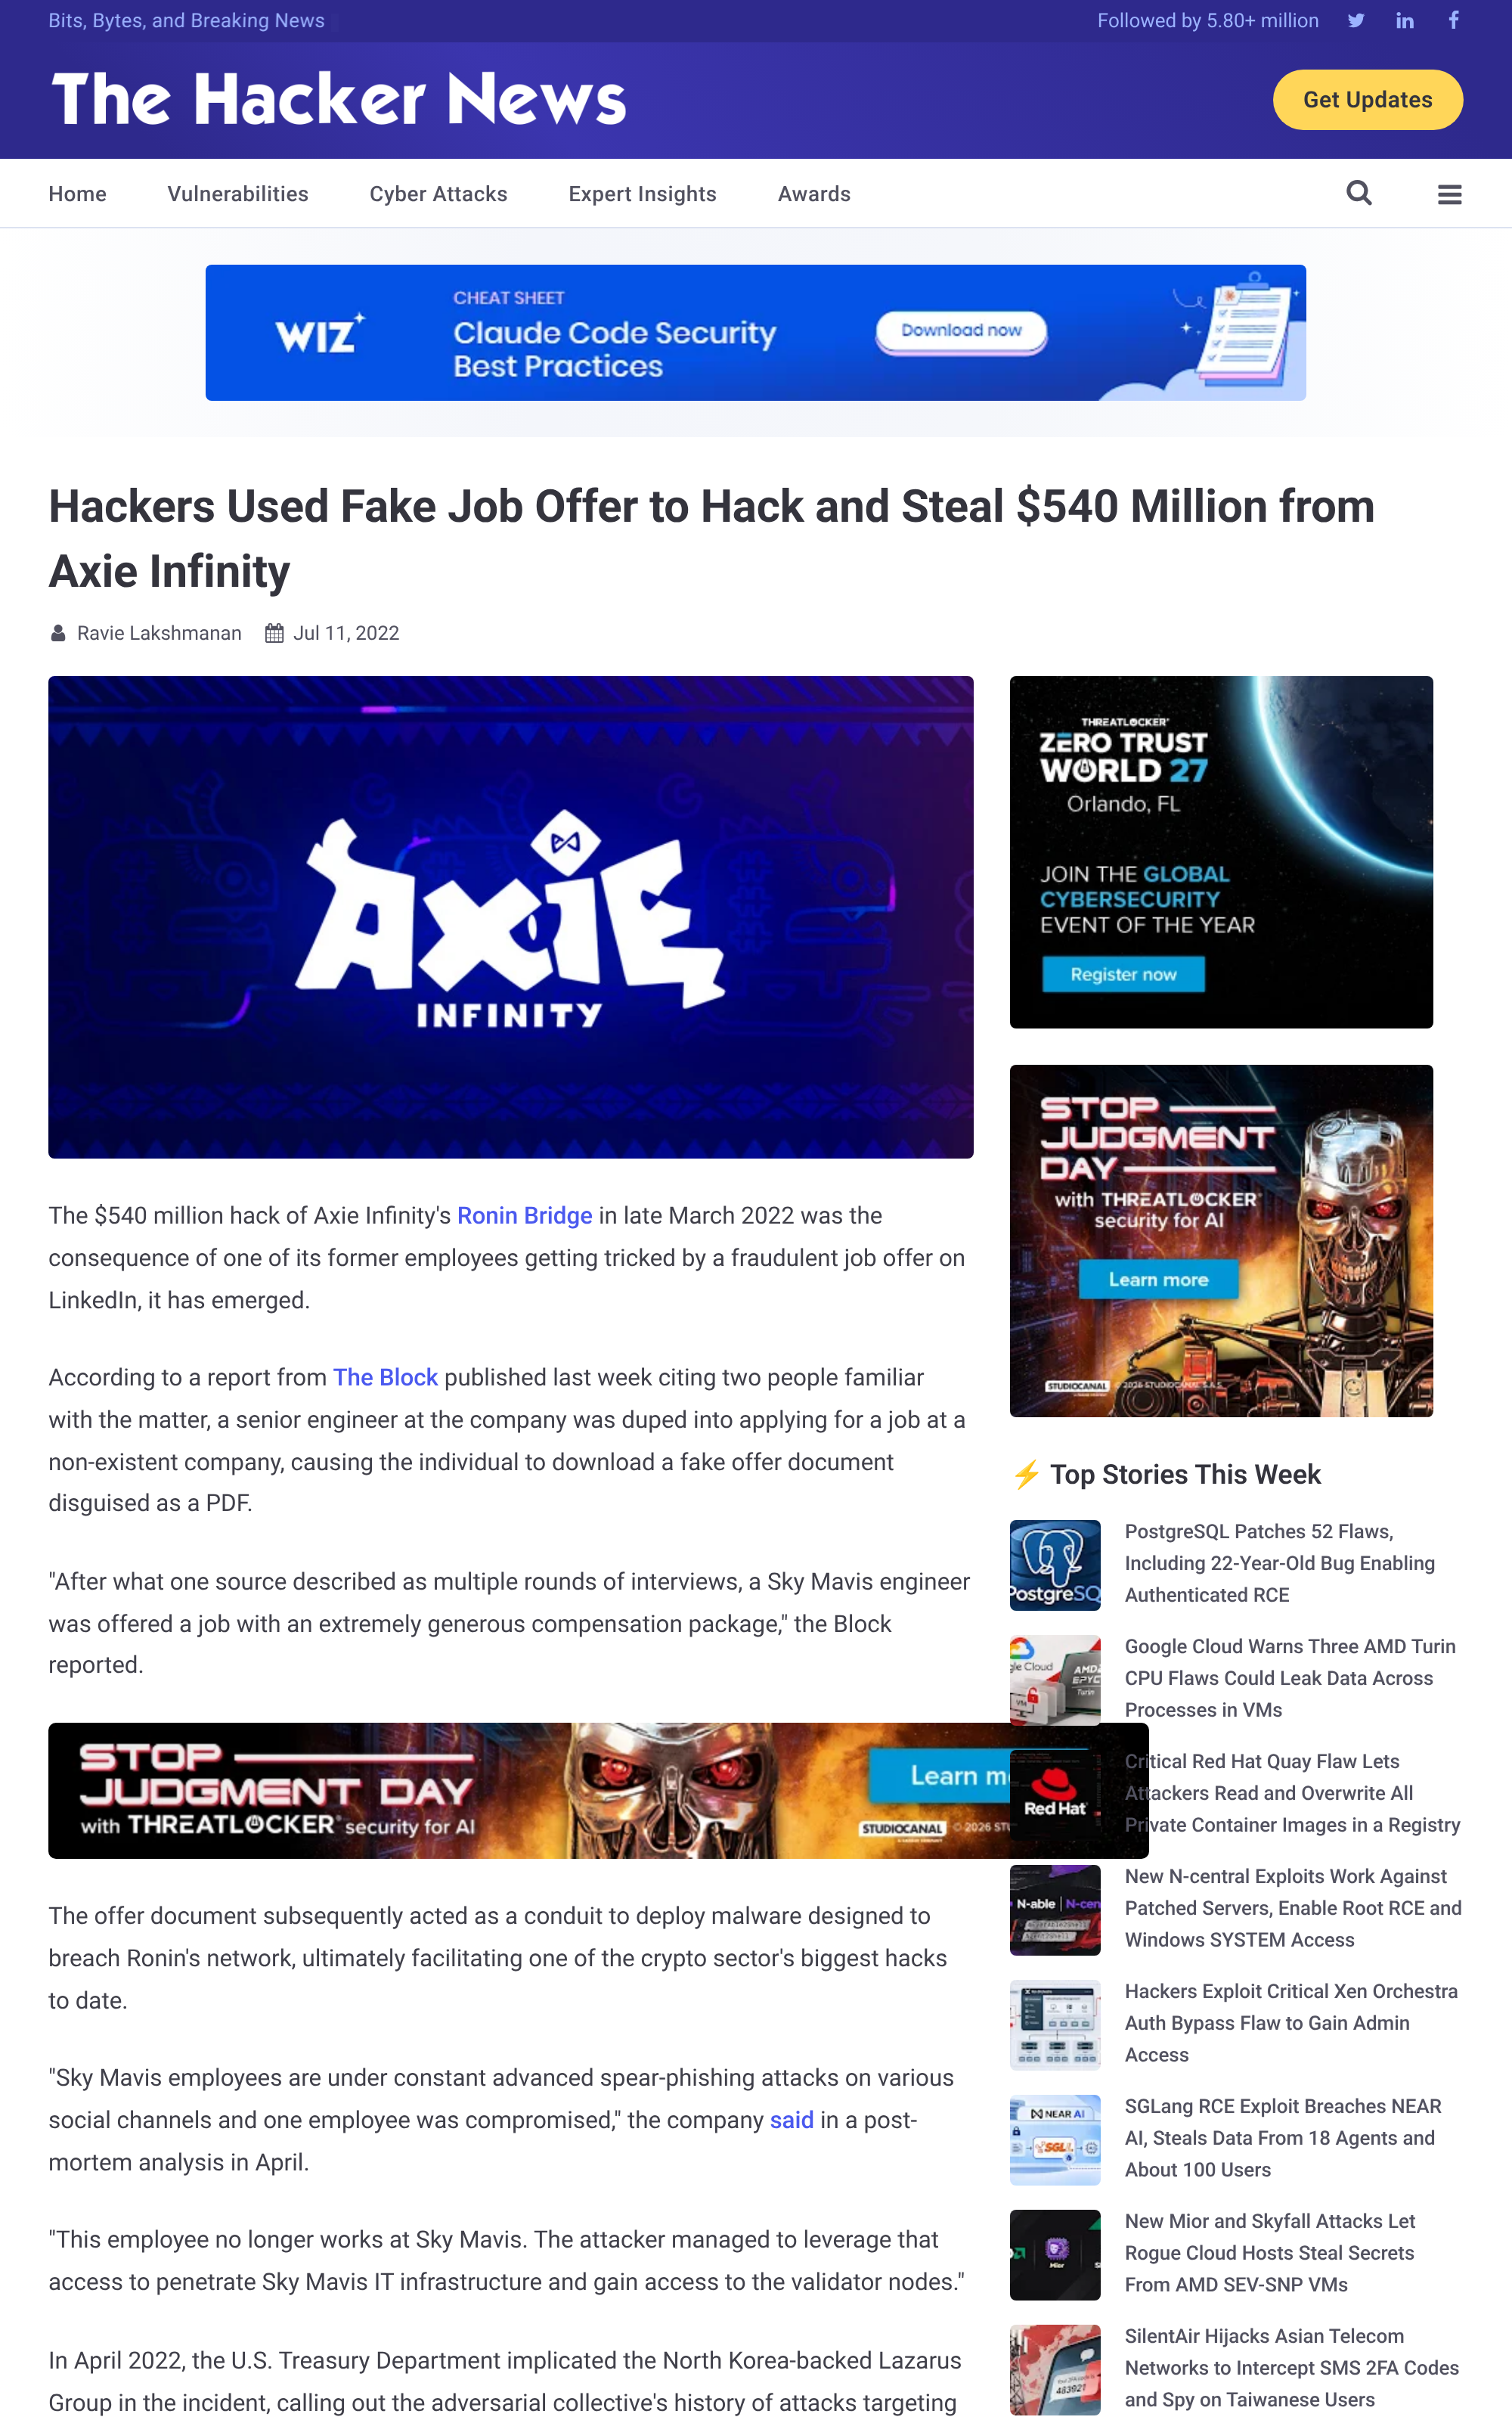 Bits, Bytes, and Breaking News
Followed by 5.80+ million
The Hacker News
Get Updates
Home
Vulnerabilities
Cyber Attacks
Expert Insights
Awards
WIZ
CHEAT SHEET
Claude Code Security
Best Practices
Download now
Hackers Used Fake Job Offer to Hack and Steal $540 Million from
Axie Infinity
Ravie Lakshmanan
Jul 11, 2022
AXIE
INFINITY
The $540 million hack of Axie Infinity's Ronin Bridge in late March 2022 was the
consequence of one of its former employees getting tricked by a fraudulent job offer on
LinkedIn, it has emerged.
According to a report from The Block published last week citing two people familiar
with the matter, a senior engineer at the company was duped into applying for a job at a
non-existent company, causing the individual to download a fake offer document
disguised as a PDF.
"After what one source described as multiple rounds of interviews, a Sky Mavis engineer
was offered a job with an extremely generous compensation package," the Block
reported.
STOP
JUDGMENT DAY
with THREATLOCKER® security for AI
Learn m
STUDIOCANAL
© 2026
The offer document subsequently acted as a conduit to deploy malware designed to
breach Ronin's network, ultimately facilitating one of the crypto sector's biggest hacks
to date.
"Sky Mavis employees are under constant advanced spear-phishing attacks on various
social channels and one employee was compromised," the company said in a post-
mortem analysis in April.
"This employee no longer works at Sky Mavis. The attacker managed to leverage that
access to penetrate Sky Mavis IT infrastructure and gain access to the validator nodes."
In April 2022, the U.S. Treasury Department implicated the North Korea-backed Lazarus
Group in the incident, calling out the adversarial collective's history of attacks targeting
THREATLOCKER®
ZERO TRUST
WORLD 27
Orlando, FL
JOIN THE GLOBAL
CYBERSECURITY
EVENT OF THE YEAR
Register now
STOP
JUDGMENT
DAY
with THREATLOCKER®
security for AI
Learn more
STUDIOCANAL
© 2026 STUDIOCANAL S.A.S.
⚡ Top Stories This Week
PostgreSQ
PostgreSQL Patches 52 Flaws,
Including 22-Year-Old Bug Enabling
Authenticated RCE
gle Cloud
AMD
EPYC
Turin
VM
Google Cloud Warns Three AMD Turin
CPU Flaws Could Leak Data Across
Processes in VMs
Red Hat
Critical Red Hat Quay Flaw Lets
Attackers Read and Overwrite All
Private Container Images in a Registry
N-able
N-cen
New N-central Exploits Work Against
Patched Servers, Enable Root RCE and
Windows SYSTEM Access
Hackers Exploit Critical Xen Orchestra
Auth Bypass Flaw to Gain Admin
Access
NEAR AI
SGL
SGLang RCE Exploit Breaches NEAR
AI, Steals Data From 18 Agents and
About 100 Users
Mior
New Mior and Skyfall Attacks Let
Rogue Cloud Hosts Steal Secrets
From AMD SEV-SNP VMs
483921
SilentAir Hijacks Asian Telecom
Networks to Intercept SMS 2FA Codes
and Spy on Taiwanese Users